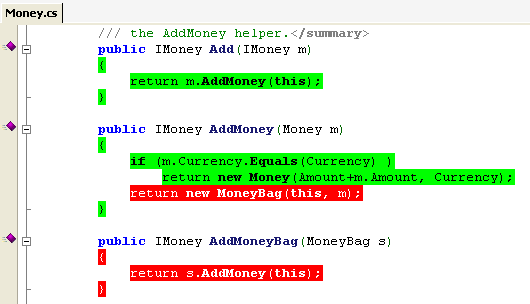 Money.cs
/// the AddMoney helper.</summary>
public IMoney Add(IMoney m)
{
return m.AddMoney(this);
}
public IMoney AddMoney(Money m)
{
if (m.Currency.Equals(Currency) )
return new Money(Amount+m.Amount, Currency);
return new MoneyBag(this, m);
}
public IMoney AddMoneyBag(MoneyBag s)
{
return s.AddMoney(this);
}